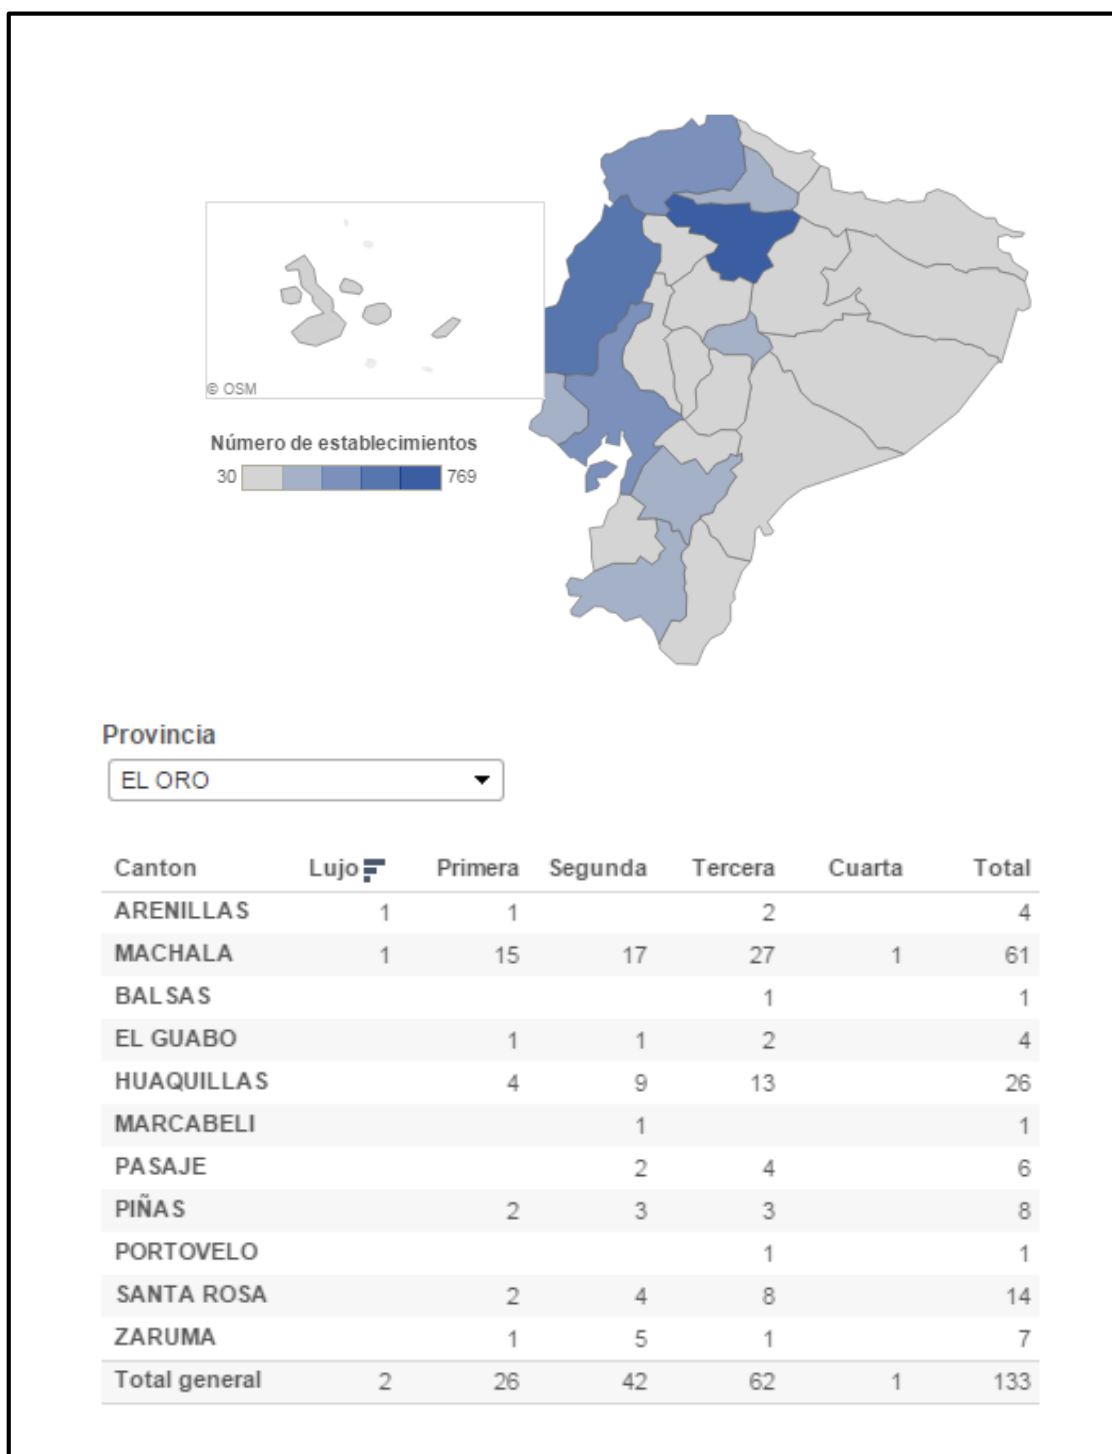 © OSM
Número de establecimientos
30 769
Provincia
EL ORO
Canton Lujo Primera Segunda Tercera Cuarta Total
ARENILLAS 1 1 2 4
MACHALA 1 15 17 27 1 61
BALSAS 1 1
EL GUABO 1 1 2 4
HUAQUILLAS 4 9 13 26
MARCABELI 1 1
PASAJE 2 4 6
PIÑAS 2 3 3 8
PORTOVELO 1 1
SANTA ROSA 2 4 8 14
ZARUMA 1 5 1 7
Total general 2 26 42 62 1 133